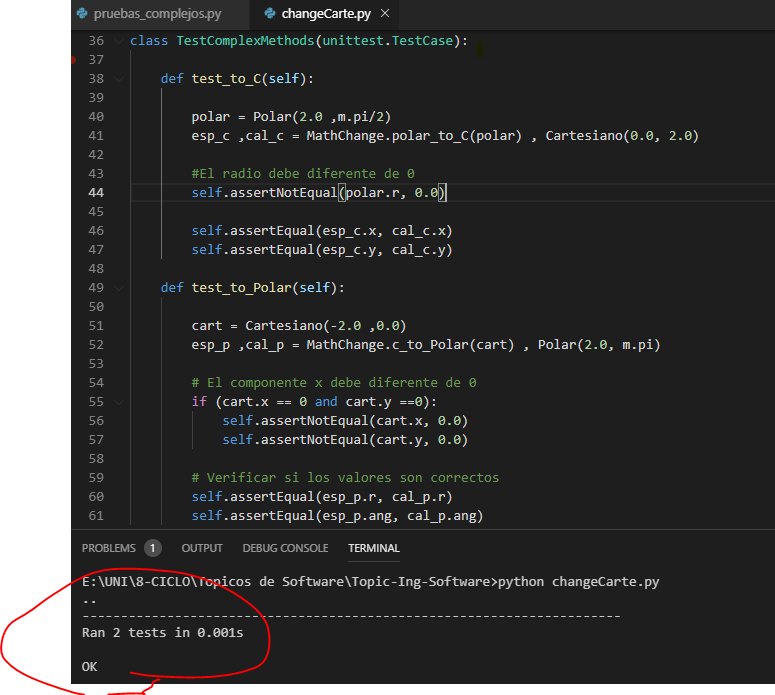 pruebas_complejos.py changeCarte.py ×
36 class TestComplexMethods(unittest.TestCase):
37
38 def test_to_C(self):
39
40 polar = Polar(2.0 ,m.pi/2)
41 esp_c ,cal_c = MathChange.polar_to_C(polar) , Cartesiano(0.0, 2.0)
42
43 #El radio debe diferente de 0
44 self.assertNotEqual(polar.r, 0.0)
45
46 self.assertEqual(esp_c.x, cal_c.x)
47 self.assertEqual(esp_c.y, cal_c.y)
48
49 def test_to_Polar(self):
50
51 cart = Cartesiano(-2.0 ,0.0)
52 esp_p ,cal_p = MathChange.c_to_Polar(cart) , Polar(2.0, m.pi)
53
54 # El componente x debe diferente de 0
55 if (cart.x == 0 and cart.y ==0):
56 self.assertNotEqual(cart.x, 0.0)
57 self.assertNotEqual(cart.y, 0.0)
58
59 # Verificar si los valores son correctos
60 self.assertEqual(esp_p.r, cal_p.r)
61 self.assertEqual(esp_p.ang, cal_p.ang)
PROBLEMS 1 OUTPUT DEBUG CONSOLE TERMINAL
E:\UNI\8-CICLO\Topicos de Software\Topic-Ing-Software>python changeCarte.py
..
----------------------------------------------------------------------
Ran 2 tests in 0.001s
OK